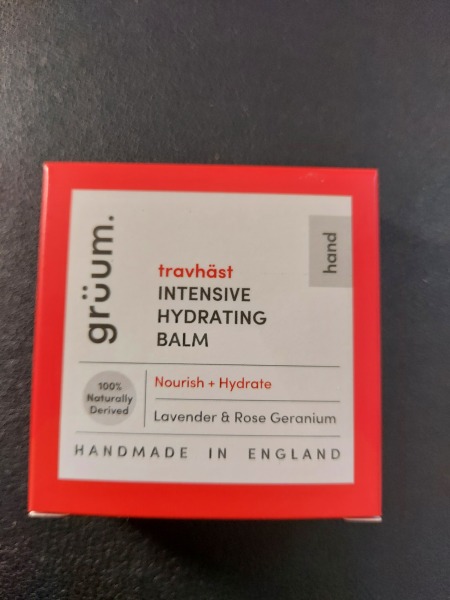 grüum.
hand
travhäst
INTENSIVE
HYDRATING
BALM
100%
Naturally
Derived
Nourish + Hydrate
Lavender & Rose Geranium
HANDMADE IN ENGLAND